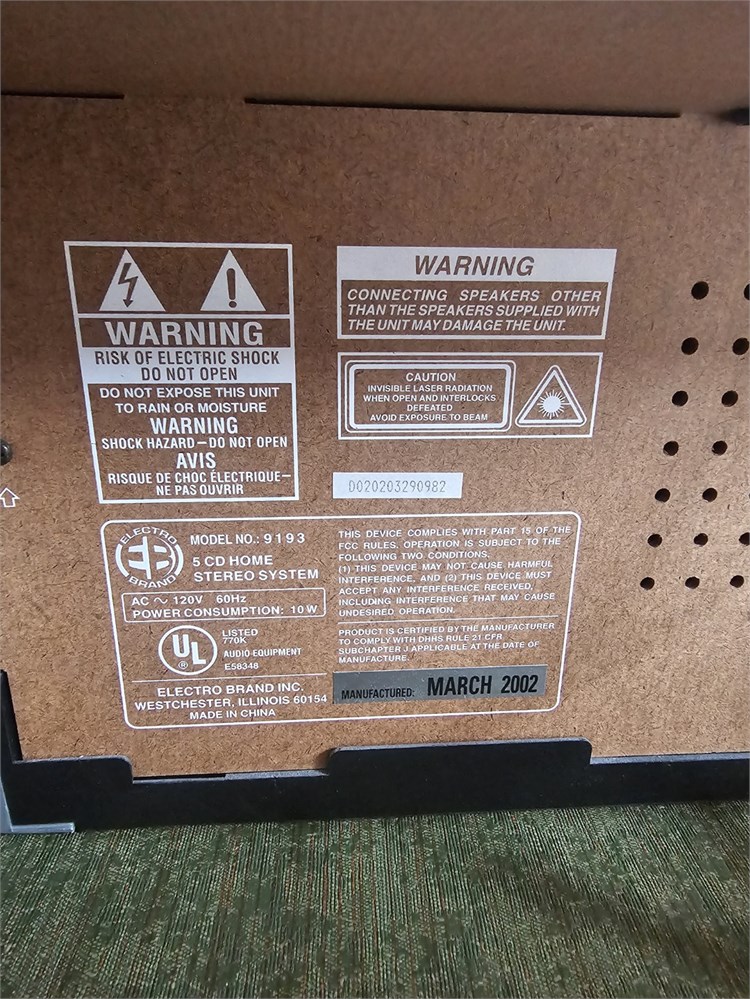 WARNING
RISK OF ELECTRIC SHOCK
DO NOT OPEN
DO NOT EXPOSE THIS UNIT
TO RAIN OR MOISTURE
WARNING
SHOCK HAZARD — DO NOT OPEN
AVIS
RISQUE DE CHOC ÉLECTRIQUE—
NE PAS OUVRIR
WARNING
CONNECTING SPEAKERS OTHER
THAN THE SPEAKERS SUPPLIED WITH
THE UNIT MAY DAMAGE THE UNIT.
CAUTION
INVISIBLE LASER RADIATION
WHEN OPEN AND INTERLOCKS
DEFEATED
AVOID EXPOSURE TO BEAM
D020203290982
ELECTRO
EB
BRAND
MODEL NO.: 9193
5 CD HOME
STEREO SYSTEM
AC ~ 120V 60Hz
POWER CONSUMPTION: 10W
UL
®
LISTED
770K
AUDIO EQUIPMENT
E58348
ELECTRO BRAND INC.
WESTCHESTER, ILLINOIS 60154
MADE IN CHINA
THIS DEVICE COMPLIES WITH PART 15 OF THE
FCC RULES. OPERATION IS SUBJECT TO THE
FOLLOWING TWO CONDITIONS.
(1) THIS DEVICE MAY NOT CAUSE HARMFUL
INTERFERENCE, AND (2) THIS DEVICE MUST
ACCEPT ANY INTERFERENCE RECEIVED,
INCLUDING INTERFERENCE THAT MAY CAUSE
UNDESIRED OPERATION.
PRODUCT IS CERTIFIED BY THE MANUFACTURER
TO COMPLY WITH DHHS RULE 21 CFR
SUBCHAPTER J APPLICABLE AT THE DATE OF
MANUFACTURE.
MANUFACTURED: MARCH 2002